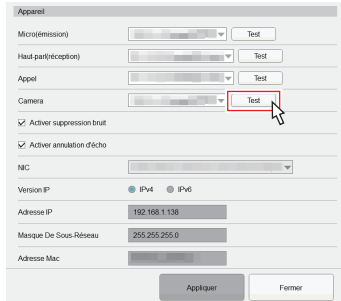 Appareil
Micro(émission) Test
Haut-parl(réception) Test
Appel Test
Camera Test
Activer suppression bruit
Activer annulation d'écho
NIC
Version IP IPv4 IPv6
Adresse IP 192.168.1.138
Masque De Sous-Réseau 255.255.255.0
Adresse Mac
Appliquer Fermer